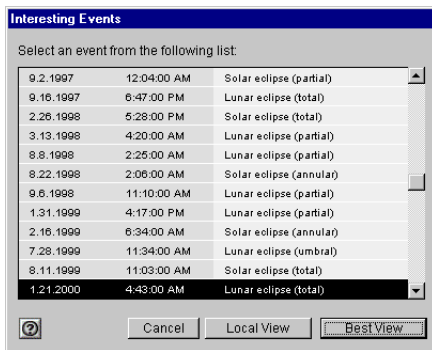 Interesting Events
Select an event from the following list:
9.2.1997 12:04:00 AM Solar eclipse (partial)
9.16.1997 6:47:00 PM Lunar eclipse (total)
2.26.1998 5:28:00 PM Solar eclipse (total)
3.13.1998 4:20:00 AM Lunar eclipse (partial)
8.8.1998 2:25:00 AM Lunar eclipse (partial)
8.22.1998 2:06:00 AM Solar eclipse (annular)
9.6.1998 11:10:00 AM Lunar eclipse (partial)
1.31.1999 4:17:00 PM Lunar eclipse (partial)
2.16.1999 6:34:00 AM Solar eclipse (annular)
7.28.1999 11:34:00 AM Lunar eclipse (umbral)
8.11.1999 11:03:00 AM Solar eclipse (total)
1.21.2000 4:43:00 AM Lunar eclipse (total)
? Cancel Local View Best View